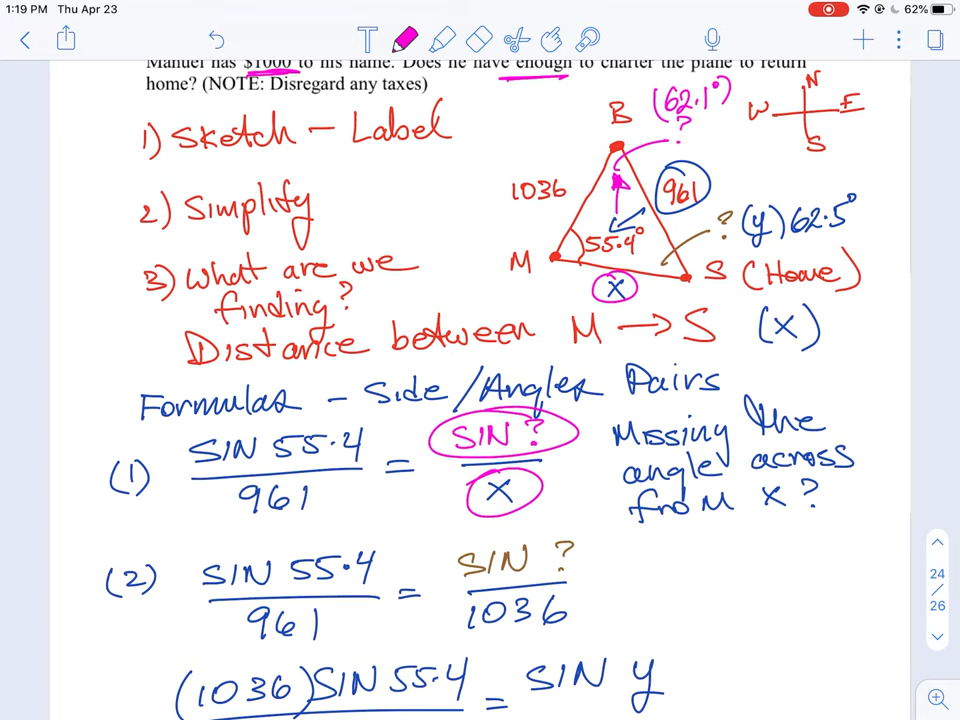 1:19 PM Thu Apr 23
62%
Manuel has $1000 to his name. Does he have enough to charter the plane to return
home? (NOTE: Disregard any taxes)
1) Sketch - Label
B (62.1°)
?
N
W E
S
1036
961
2) Simplify
55.4°
? (y) 62.5°
M
S (Home)
X
3) What are we
finding?
Distance between M → S (x)
Formulas - Side/Angles Pairs
(1) SIN 55.4 / 961 = SIN ? / X
Missing the
angle across
from X ?
(2) SIN 55.4 / 961 = SIN ? / 1036
(1036) SIN 55.4 = SIN y
24
/
26